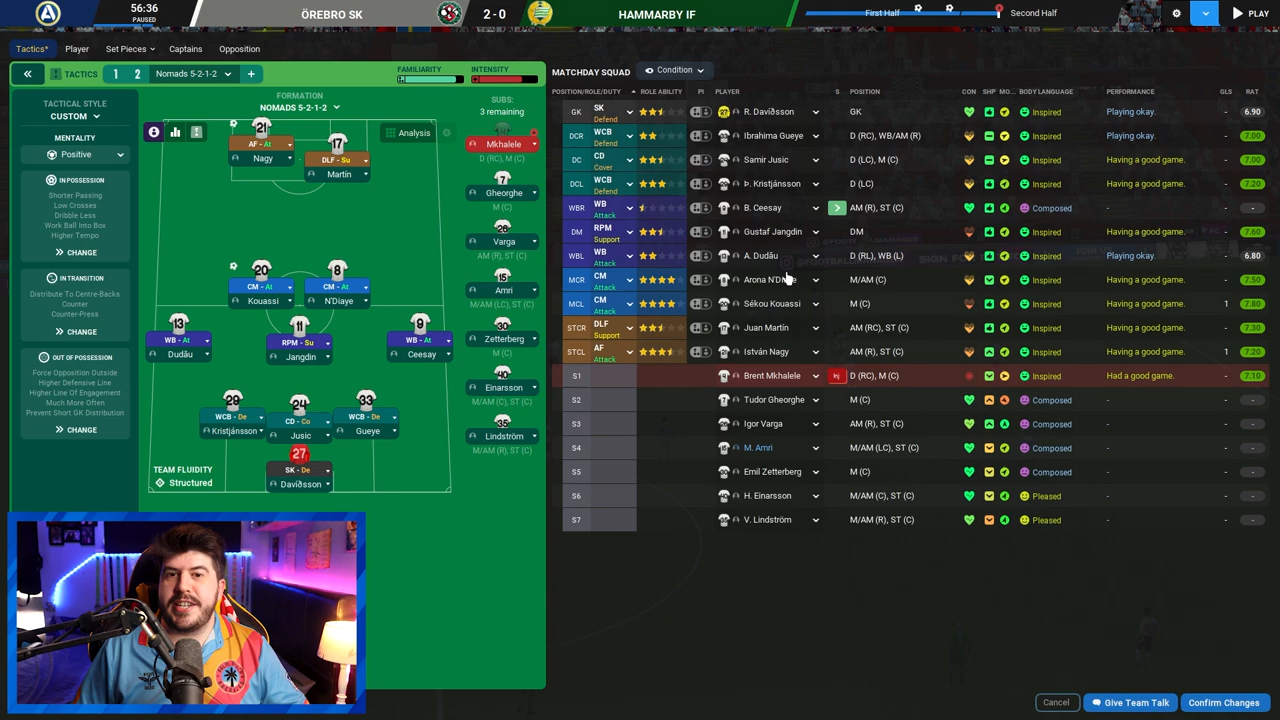 56:36
PAUSED
ÖREBRO SK
2 - 0
HAMMARBY IF
First Half
Second Half
PLAY
Tactics*
Player
Set Pieces
Captains
Opposition
TACTICS
1 2
Nomads 5-2-1-2
FAMILIARITY
INTENSITY
TACTICAL STYLE
CUSTOM
MENTALITY
Positive
IN POSSESSION
Shorter Passing
Low Crosses
Dribble Less
Work Ball Into Box
Higher Tempo
CHANGE
IN TRANSITION
Distribute To Centre-Backs
Counter
Counter-Press
CHANGE
OUT OF POSSESSION
Force Opposition Outside
Higher Defensive Line
Higher Line Of Engagement
Much More Often
Prevent Short GK Distribution
CHANGE
FORMATION
NOMADS 5-2-1-2
Analysis
21
AF - At
Nagy
17
DLF - Su
Martín
20
CM - At
Kouassi
8
CM - At
N'Diaye
13
WB - At
Dudău
11
RPM - Su
Jangdin
9
WB - At
Ceesay
29
WCB - De
Kristjánsson
24
CD - Co
Jusic
33
WCB - De
Gueye
27
SK - De
Davíðsson
TEAM FLUIDITY
Structured
SUBS:
3 remaining
Mkhalele
D (RC), M (C)
7
Gheorghe
M (C)
Varga
AM (R), ST (C)
15
Amri
M/AM (LC), ST (C)
30
Zetterberg
M (C)
Einarsson
M/AM (C), ST (C)
35
Lindström
M/AM (R), ST (C)
MATCHDAY SQUAD
Condition
POSITION/ROLE/DUTY ROLE ABILITY PI PLAYER S POSITION CON SHP MO... BODY LANGUAGE PERFORMANCE GLS RAT
GK SK Defend R. Davíðsson GK Inspired Playing okay. - 6.90
DCR WCB Defend Ibrahima Gueye D (RC), WB/AM (R) Inspired Playing okay. - 7.00
DC CD Cover Samir Jusic D (LC), M (C) Inspired Having a good game. - 7.00
DCL WCB Defend Þ. Kristjánsson D (LC) Inspired Having a good game. - 7.20
WBR WB Attack B. Ceesay AM (R), ST (C) Composed - - -
DM RPM Support Gustaf Jangdin DM Inspired Having a good game. - 7.60
WBL WB Attack A. Dudău D (RL), WB (L) Inspired Playing okay. - 6.80
MCR CM Attack Arona M/AM (C) Inspired Having a good game. - 7.50
MCL CM Attack Sékou Kouassi M (C) Inspired Having a good game. 1 7.80
STCR DLF Support Juan Martín AM (RC), ST (C) Inspired Having a good game. - 7.30
STCL AF Attack István Nagy AM (R), ST (C) Inspired Having a good game. 1 7.20
S1 Brent Mkhalele Inj D (RC), M (C) Inspired Had a good game. - 7.10
S2 Tudor Gheorghe M (C) Composed - - -
S3 Igor Varga AM (R), ST (C) Composed - - -
S4 M. Amri M/AM (LC), ST (C) Composed - - -
S5 Emil Zetterberg M (C) Composed - - -
S6 H. Einarsson M/AM (C), ST (C) Pleased - - -
S7 V. Lindström M/AM (R), ST (C) Pleased - - -
Cancel
Give Team Talk
Confirm Changes